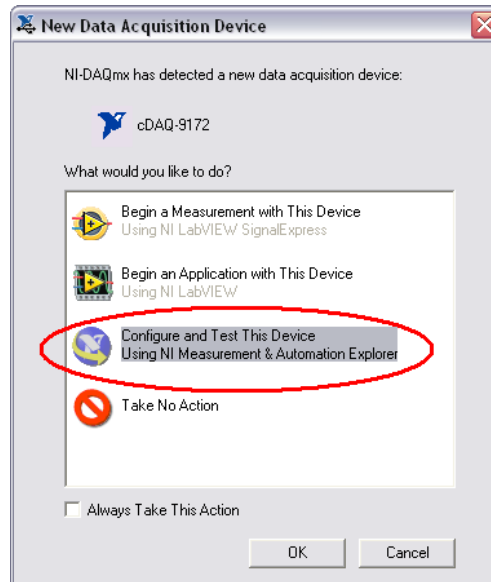 New Data Acquisition Device
NI-DAQmx has detected a new data acquisition device:
cDAQ-9172
What would you like to do?
Begin a Measurement with This Device
Using NI LabVIEW SignalExpress
Begin an Application with This Device
Using NI LabVIEW
Configure and Test This Device
Using NI Measurement & Automation Explorer
Take No Action
Always Take This Action
OK
Cancel